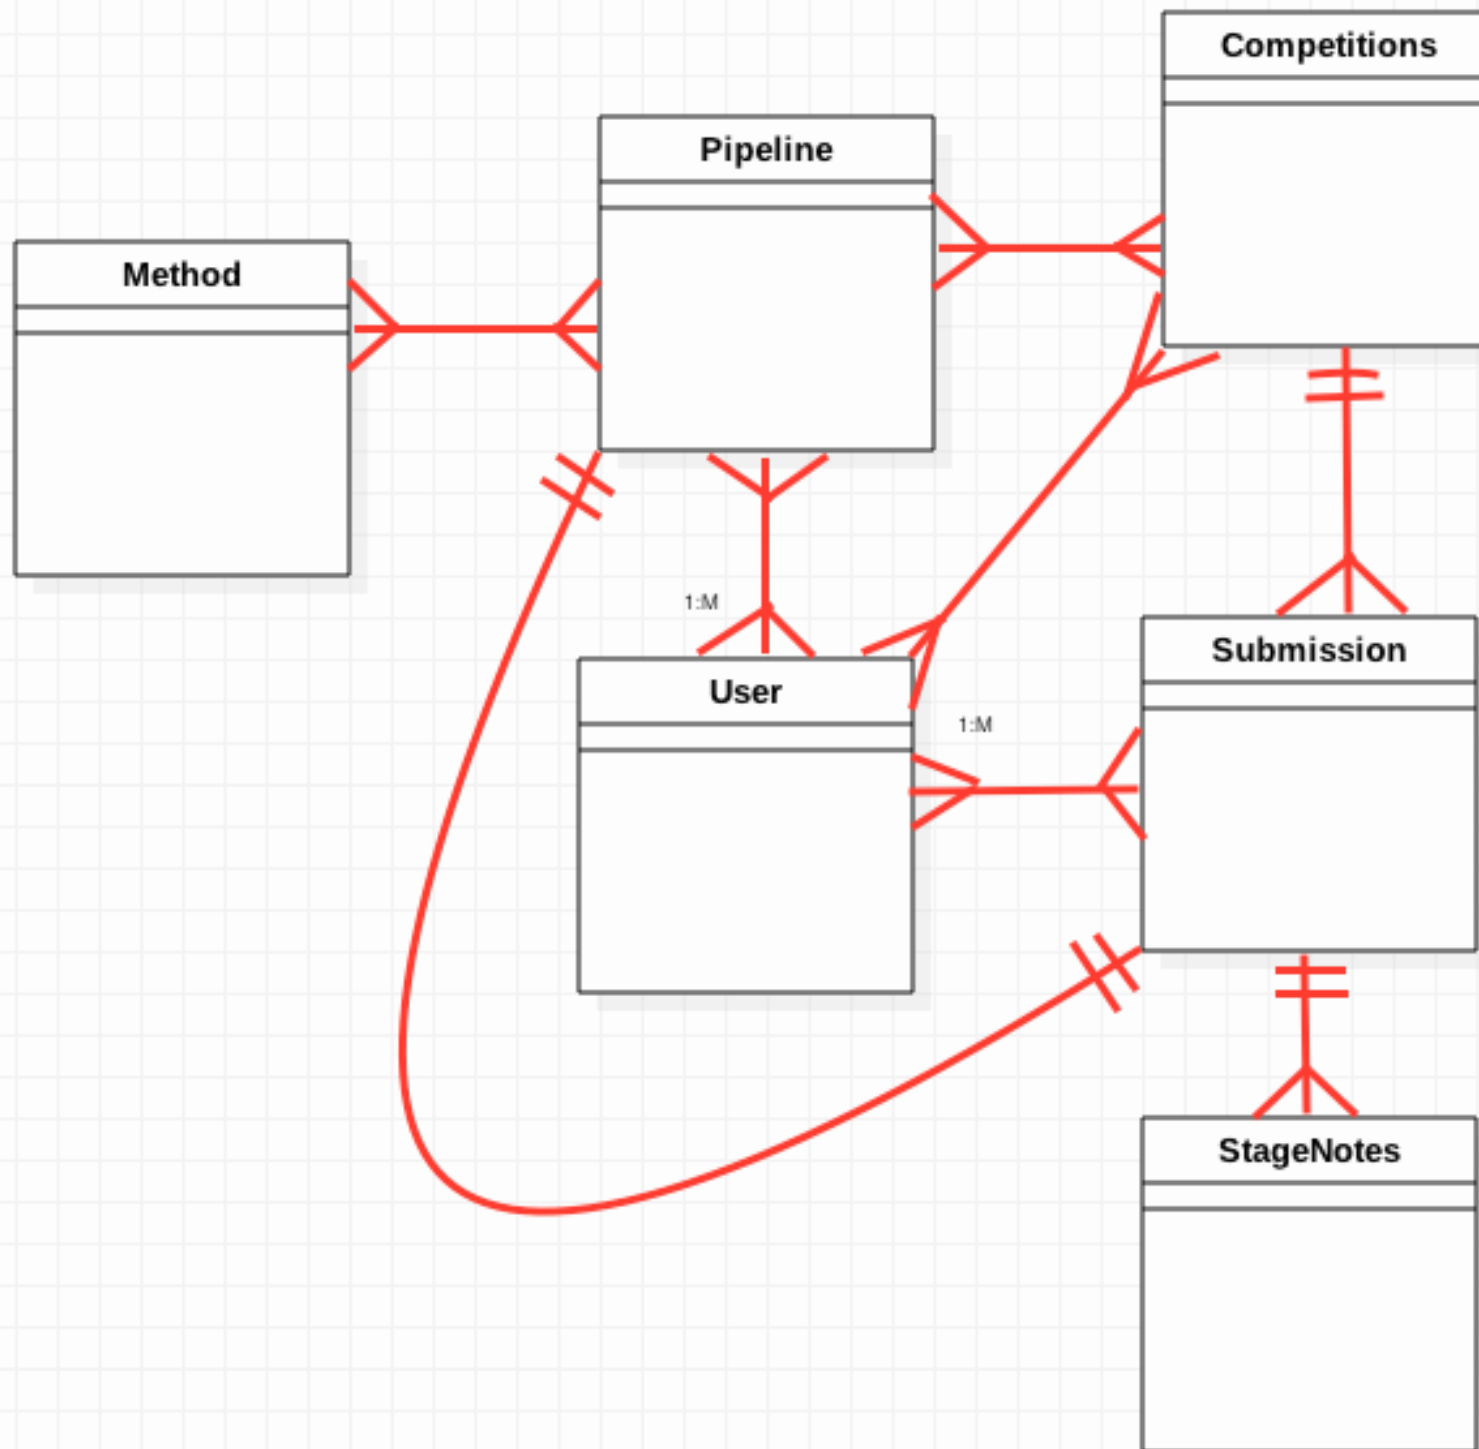 Competitions
Pipeline
Method
1:M
User
Submission
1:M
StageNotes